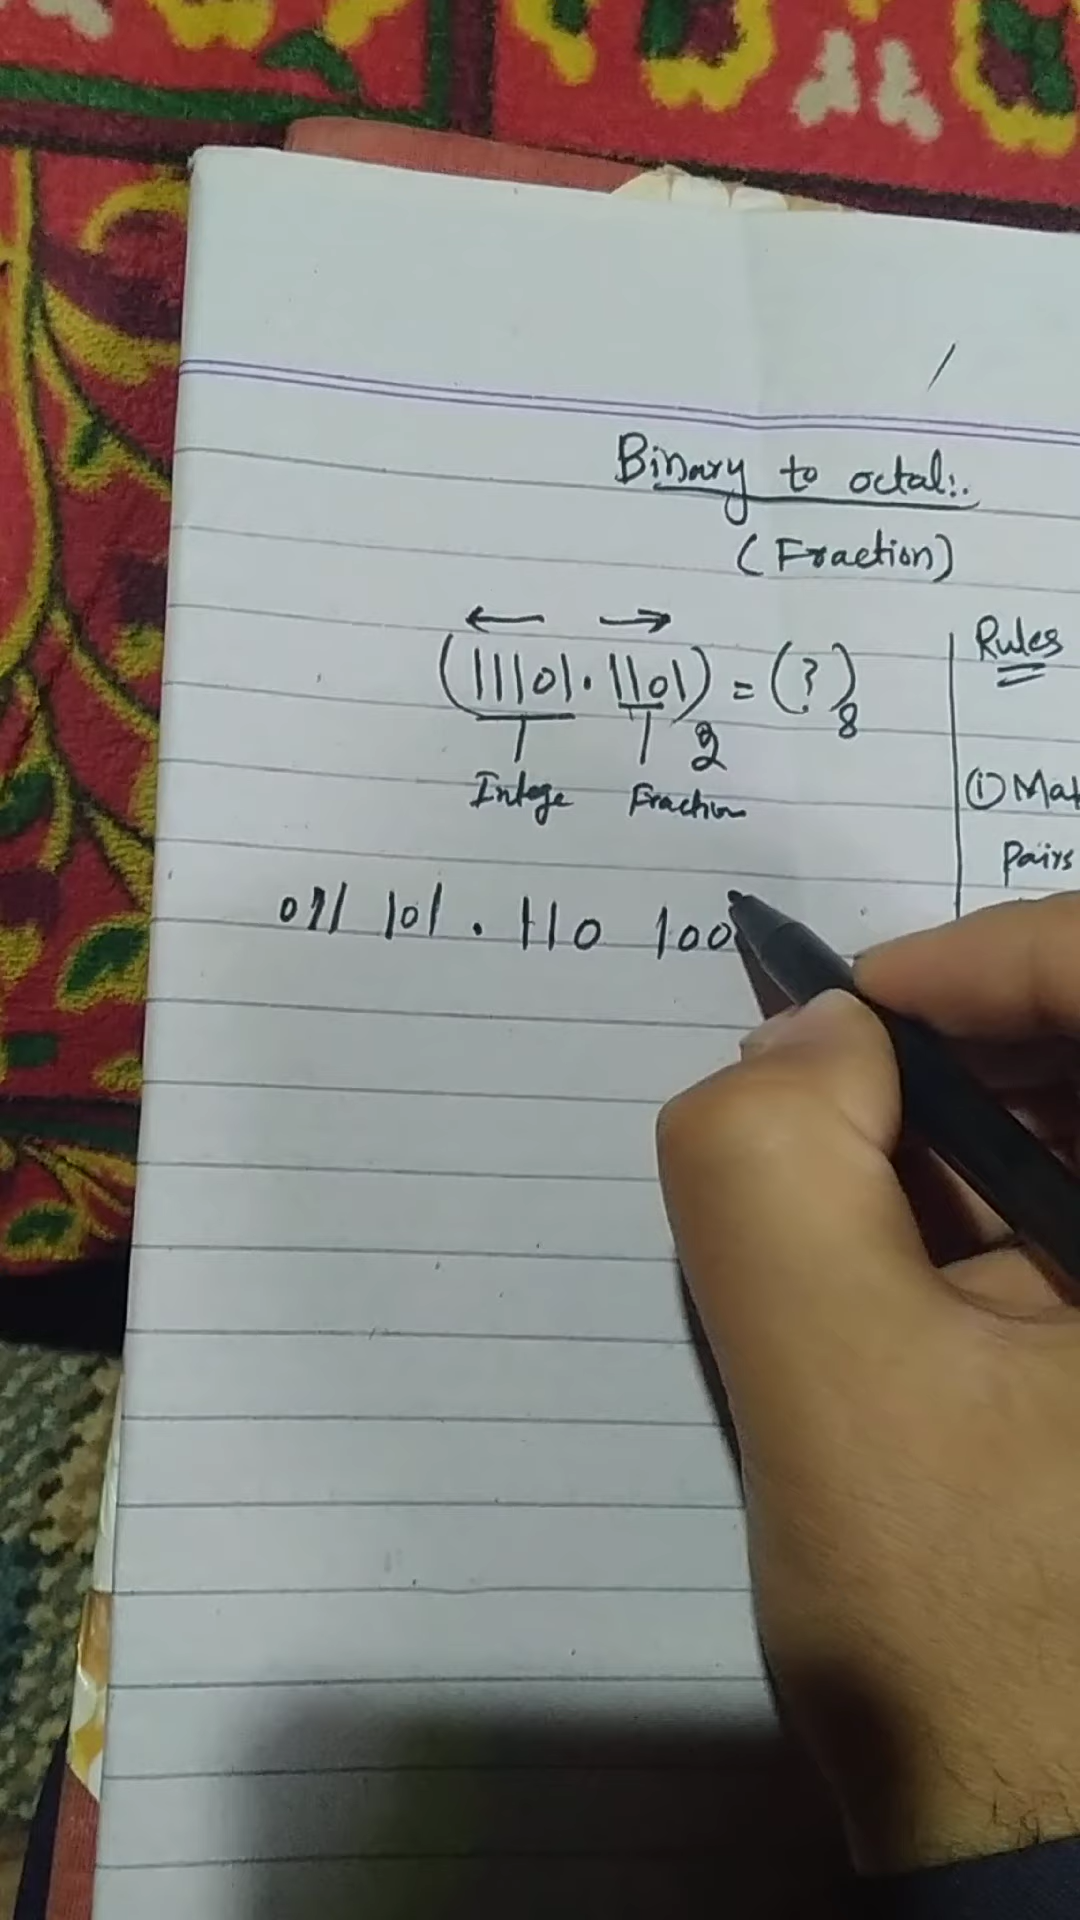 Binary to octal:.
(Fraction)
(11101.1101)2 = (?)8
Intege Fraction
011 101 . 110 100
Rules
① Mat
Pairs